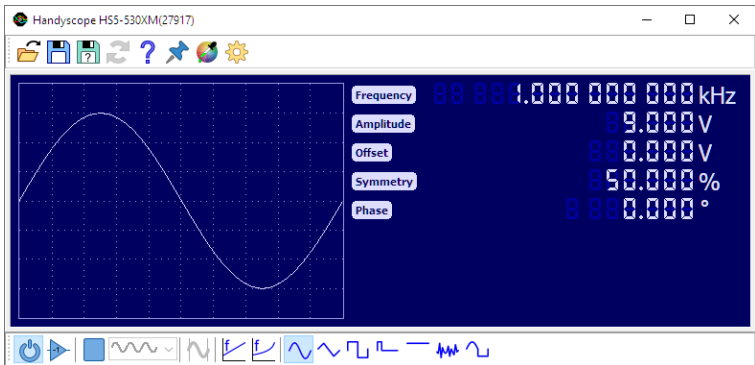 Handyscope HS5-530XM(27917)
?
?
Frequency 1.000 000 000 kHz
Amplitude 9.000 V
Offset 0.000 V
Symmetry 50.000 %
Phase 0.000 °
-1 f f